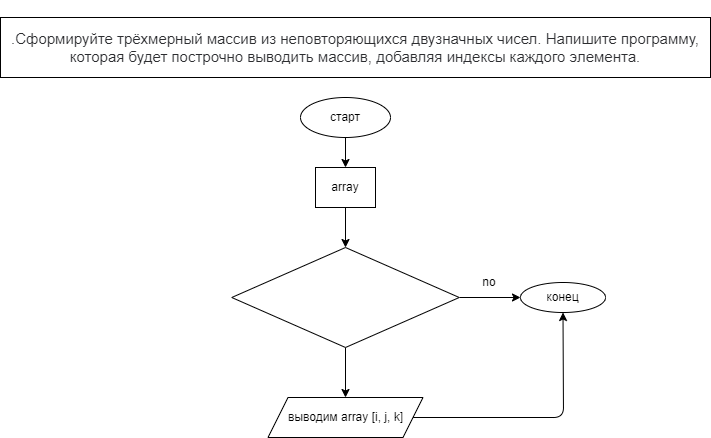 .Сформируйте трёхмерный массив из неповторяющихся двузначных чисел. Напишите программу,
которая будет построчно выводить массив, добавляя индексы каждого элемента.
старт
array
no
конец
выводим array [i, j, k]